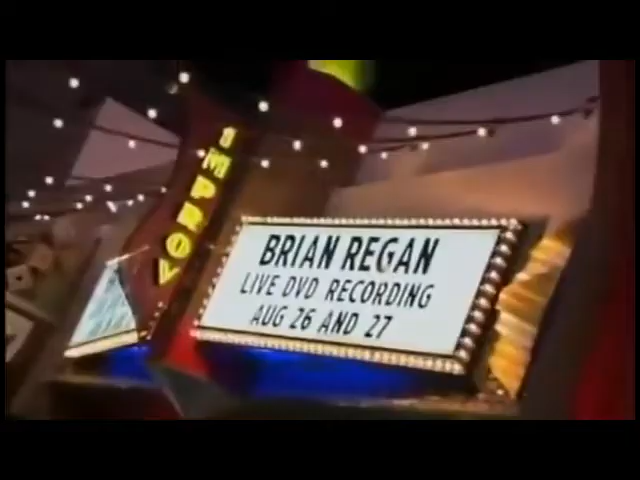 IMPROV
BRIAN REGAN
LIVE DVD RECORDING
AUG 26 AND 27